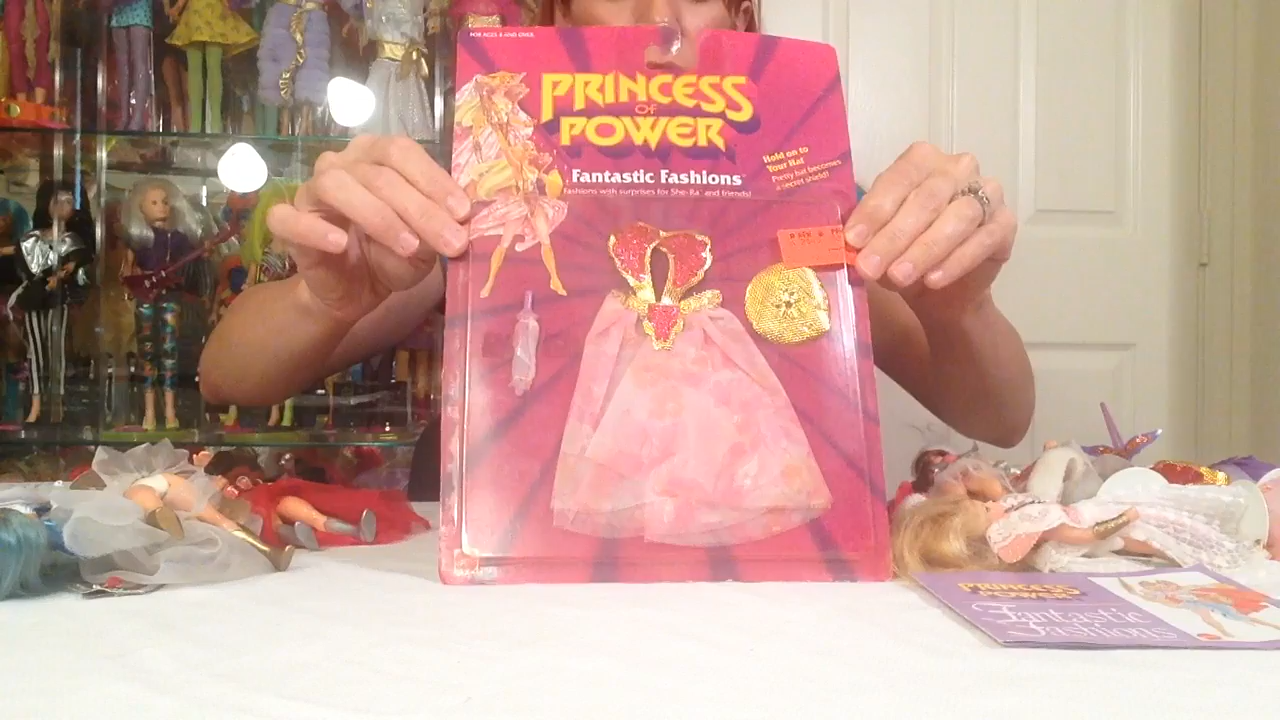 FOR AGES 4 AND OVER.
PRINCESS
OF
POWER
Fantastic Fashions
Fashions with surprises for She-Ra and friends!
Hold on to
Your Hat
Pretty hat becomes
a secret shield!
PRINCESS
OF
POWER
Fantastic
Fashions